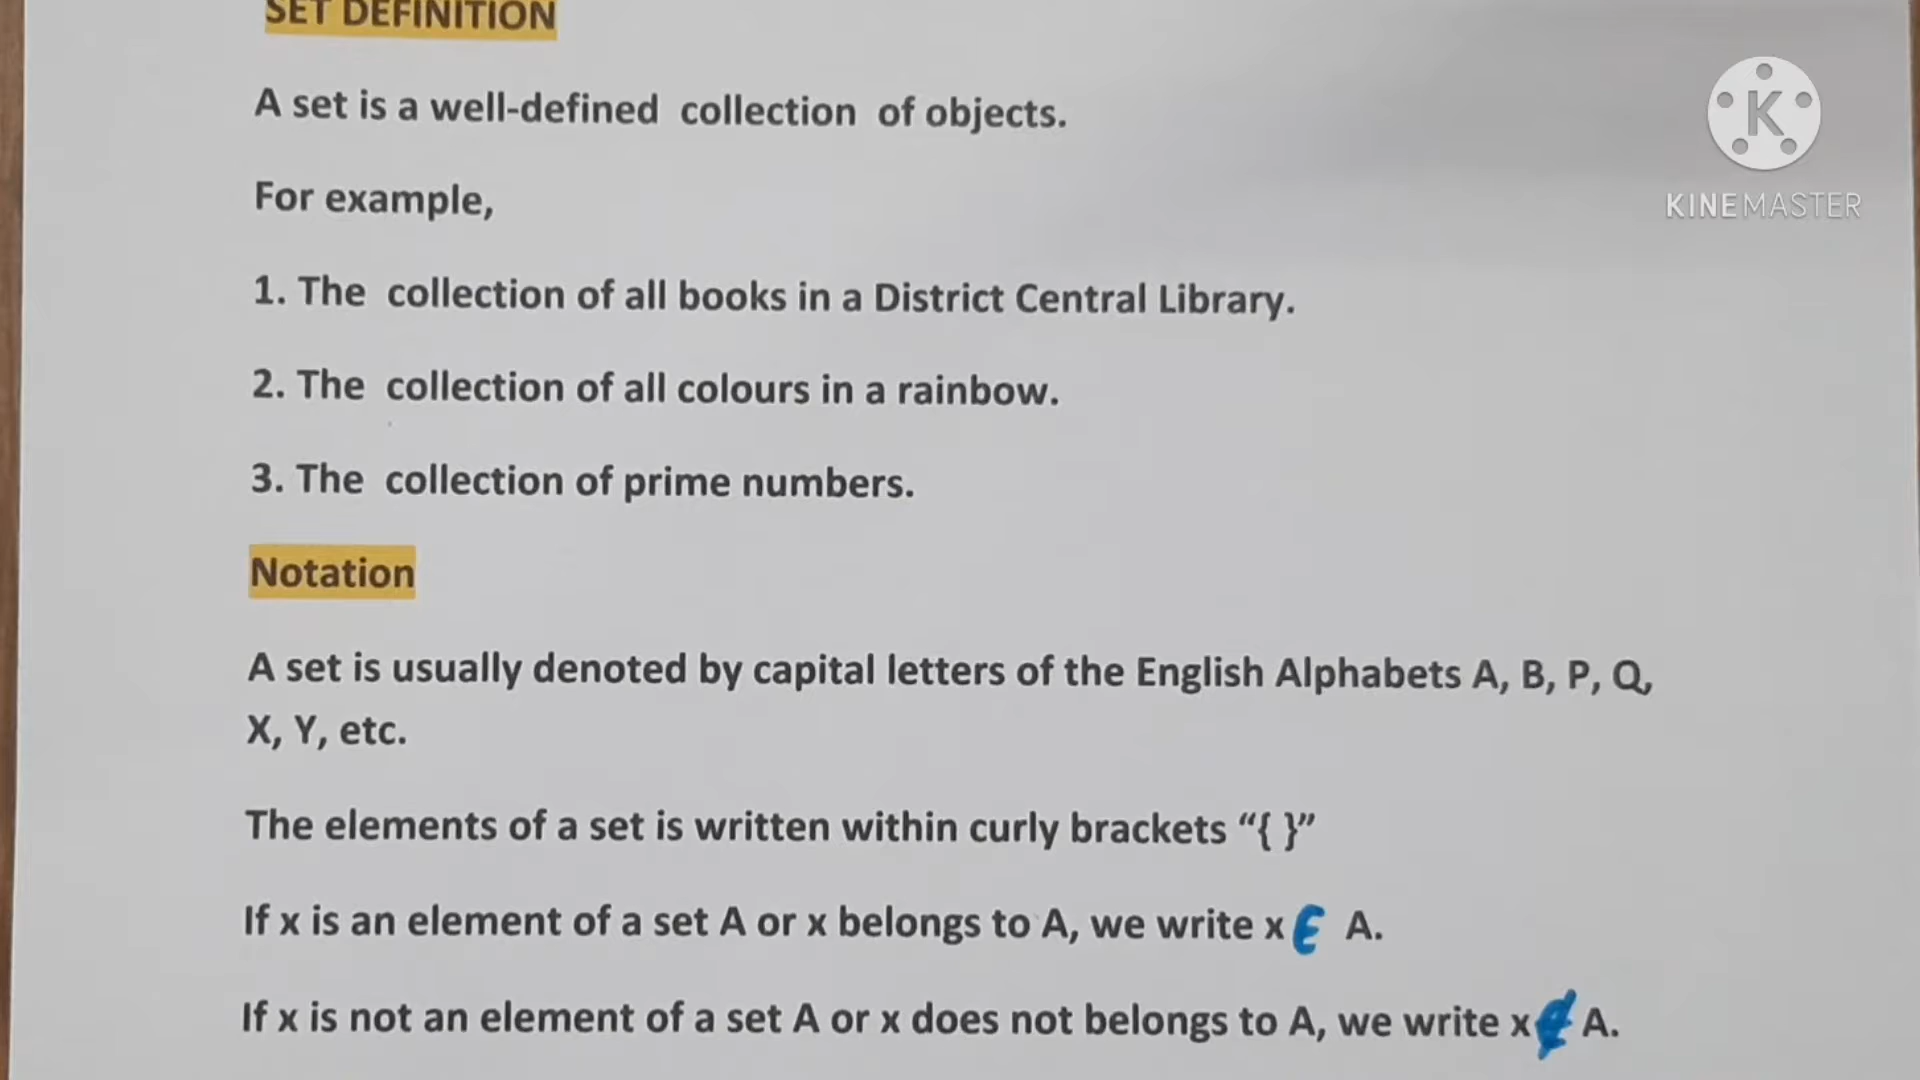 SET DEFINITION
A set is a well-defined collection of objects.
For example,
1. The collection of all books in a District Central Library.
2. The collection of all colours in a rainbow.
3. The collection of prime numbers.
Notation
A set is usually denoted by capital letters of the English Alphabets A, B, P, Q,
X, Y, etc.
The elements of a set is written within curly brackets “{ }”
If x is an element of a set A or x belongs to A, we write x ∈ A.
If x is not an element of a set A or x does not belongs to A, we write x ∉ A.
K
KINEMASTER